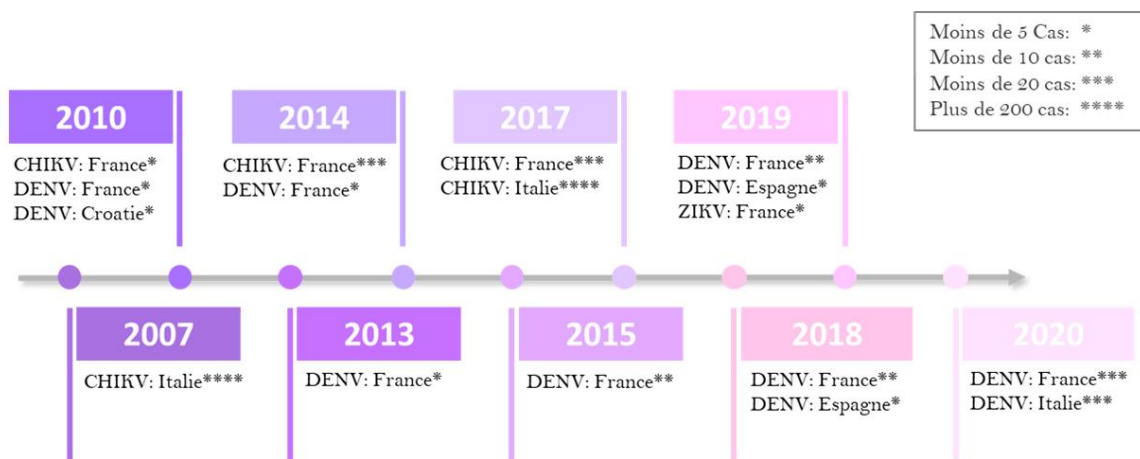 Moins de 5 Cas: *
Moins de 10 cas: **
Moins de 20 cas: ***
Plus de 200 cas: ****
2010
CHIKV: France*
DENV: France*
DENV: Croatie*
2014
CHIKV: France***
DENV: France*
2017
CHIKV: France***
CHIKV: Italie****
2019
DENV: France**
DENV: Espagne*
ZIKV: France*
2007
CHIKV: Italie****
2013
DENV: France*
2015
DENV: France**
2018
DENV: France**
DENV: Espagne*
2020
DENV: France***
DENV: Italie***